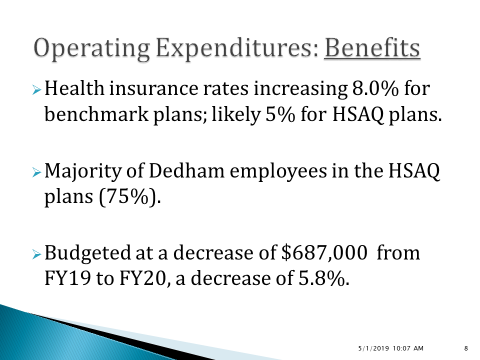 Operating Expenditures: Benefits
Health insurance rates increasing 8.0% for
benchmark plans; likely 5% for HSAQ plans.
Majority of Dedham employees in the HSAQ
plans (75%).
Budgeted at a decrease of $687,000 from
FY19 to FY20, a decrease of 5.8%.
5/1/2019 10:07 AM 8